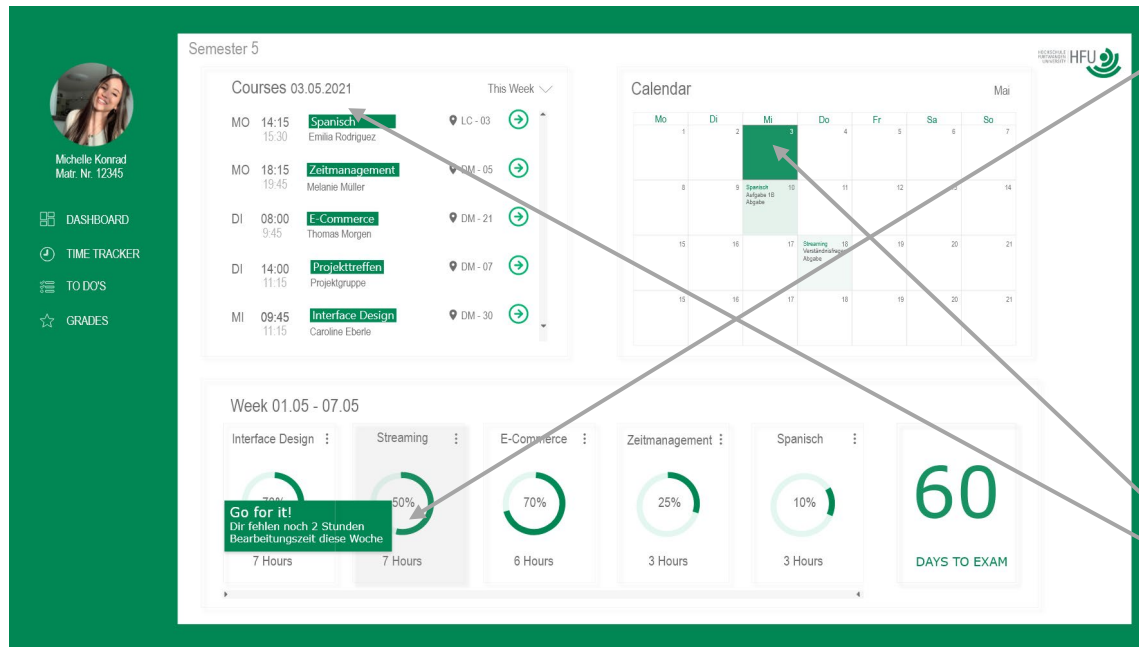 Semester 5
HOCHSCHULE
FURTWANGEN
UNIVERSITY
HFU
Michelle Konrad
Matr. Nr. 12345
DASHBOARD
TIME TRACKER
TO DO'S
GRADES
Courses 03.05.2021
This Week
MO 14:15 Spanisch LC - 03
15:30 Emilia Rodriguez
MO 18:15 Zeitmanagement DM - 05
19:45 Melanie Müller
DI 08:00 E-Commerce DM - 21
9:45 Thomas Morgen
DI 14:00 Projekttreffen DM - 07
11:15 Projektgruppe
MI 09:45 Interface Design DM - 30
11:15 Caroline Eberle
Calendar
Mai
Mo Di Mi Do Fr Sa So
1 2 3 4 5 6 7
8 9 Spanisch 10 11 12 13 14
Aufgabe 1B
Abgabe
15 16 17 Streaming 18 19 20 21
Abgabe
15 16 17 18 19 20 21
Week 01.05 - 07.05
Interface Design
Streaming
E-Commerce
Zeitmanagement
Spanisch
70%
50%
70%
25%
10%
Go for it!
Dir fehlen noch 2 Stunden
Bearbeitungszeit diese Woche
7 Hours
7 Hours
6 Hours
3 Hours
3 Hours
60
DAYS TO EXAM